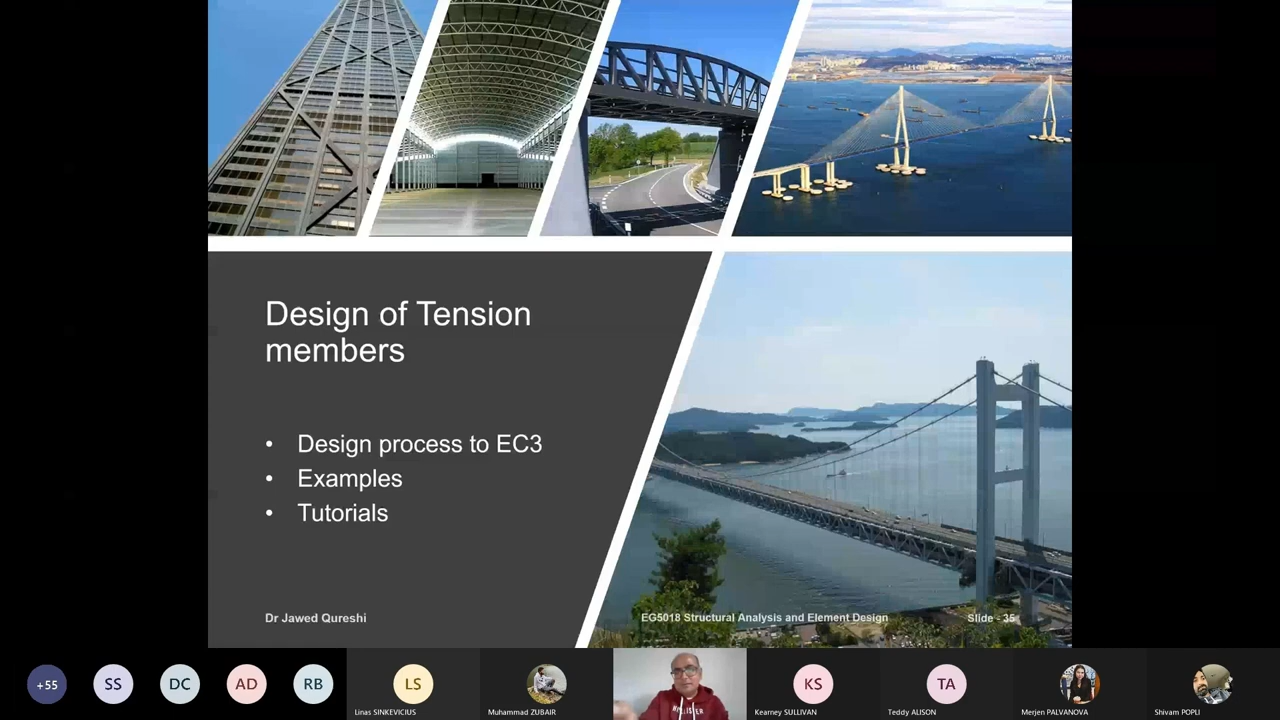 Design of Tension
members
• Design process to EC3
• Examples
• Tutorials
Dr Jawed Qureshi
EG5018 Structural Analysis and Element Design
Slide - 35
+55
SS
DC
AD
RB
LS
KS
TA
Linas SINKEVICIUS
Muhammad ZUBAIR
Kearney SULLIVAN
Teddy ALISON
Merjen PALVANOVA
Shivam POPLI